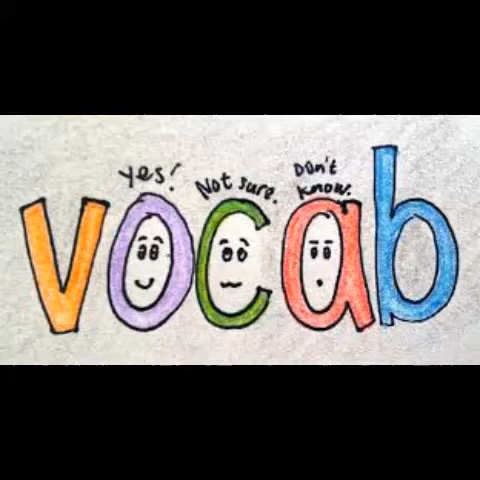 yes!
Not sure.
Don't
know.
vocab